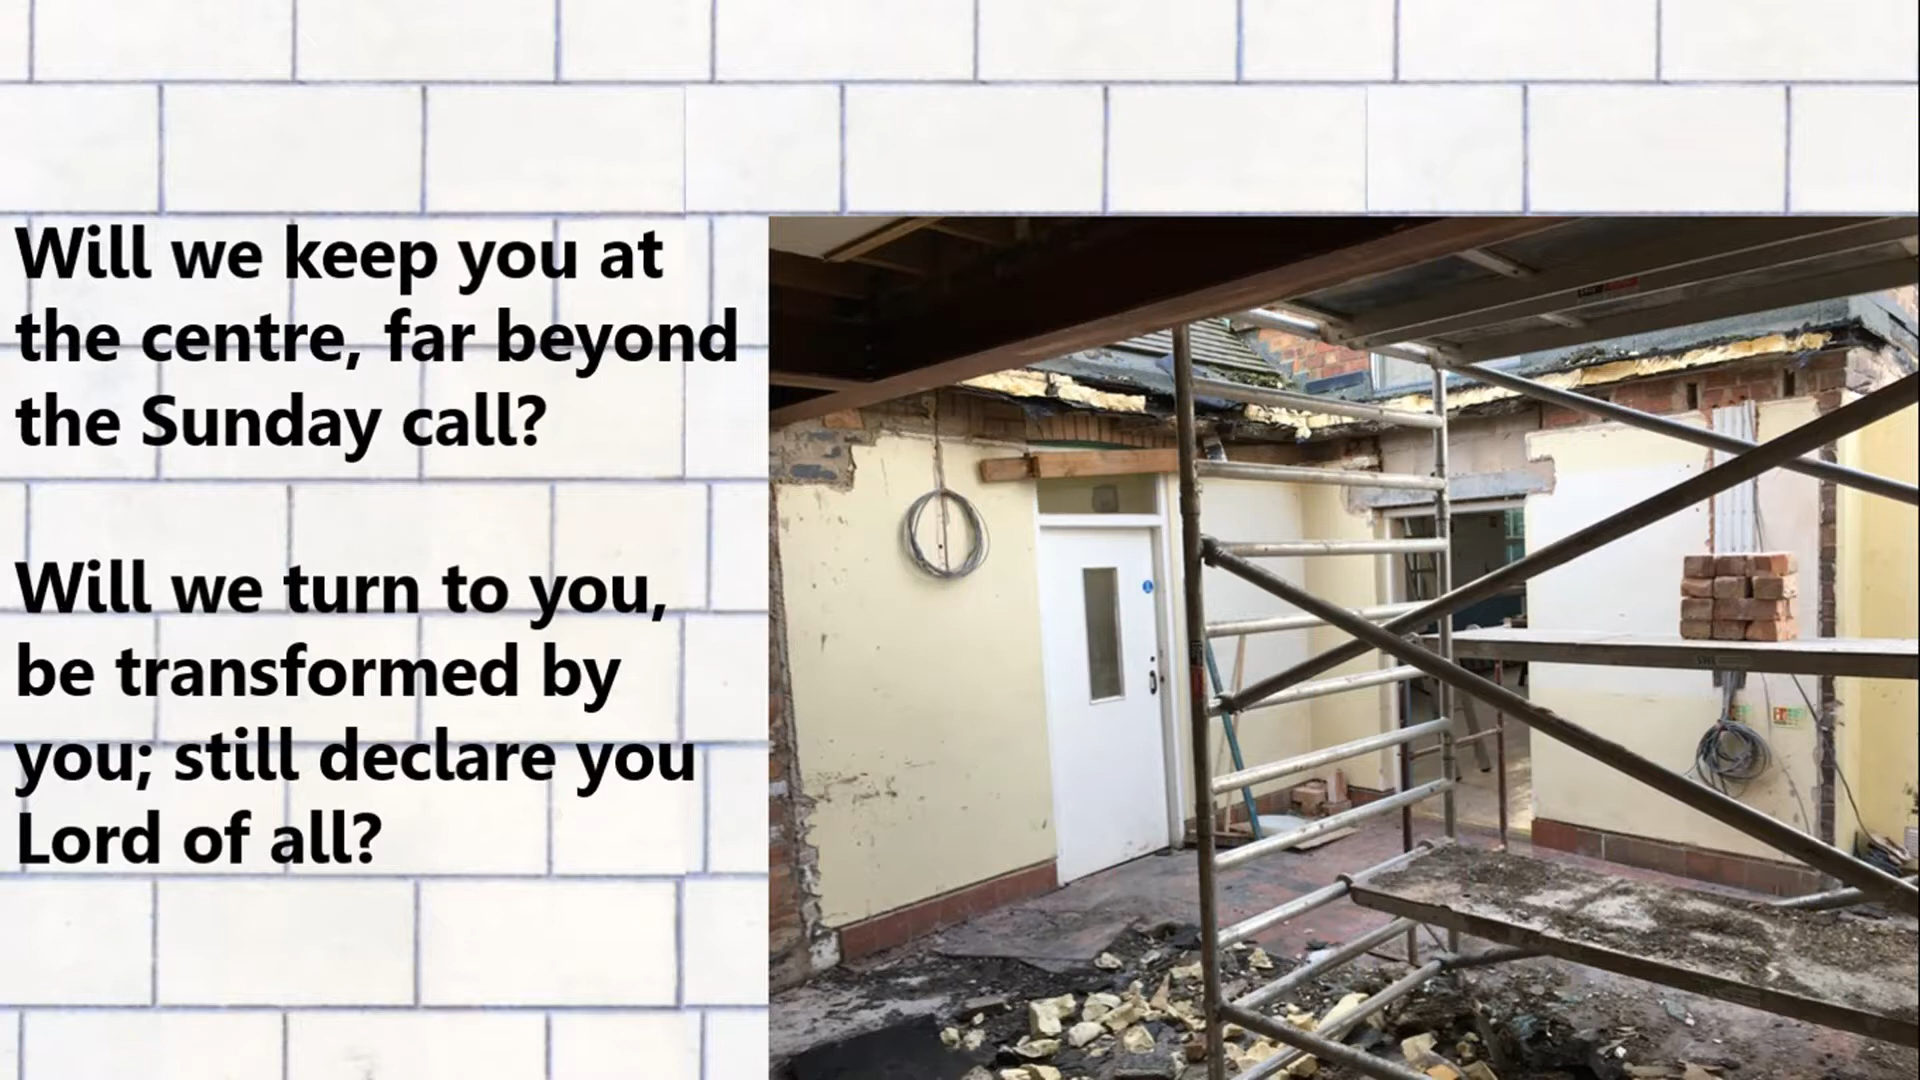 Will we keep you at
the centre, far beyond
the Sunday call?
Will we turn to you,
be transformed by
you; still declare you
Lord of all?